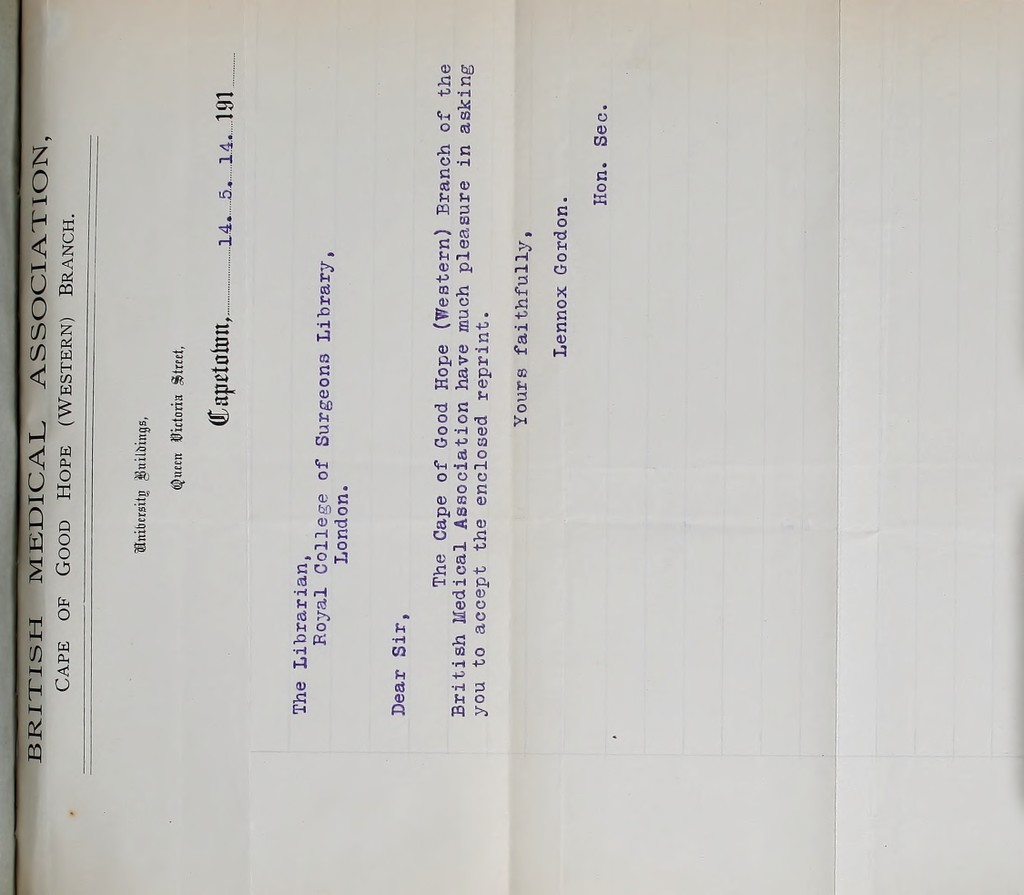 BRITISH MEDICAL ASSOCIATION,
CAPE OF GOOD HOPE (WESTERN) BRANCH.
University Buildings,
Queen Victoria Street,
Capetown, 14. 5. 14. 191
The Librarian,
Royal College of Surgeons Library,
London.
Dear Sir,
The Cape of Good Hope (Western) Branch of the
British Medical Association have much pleasure in asking
you to accept the enclosed reprint.
Yours faithfully,
Lennox Gordon.
Hon. Sec.